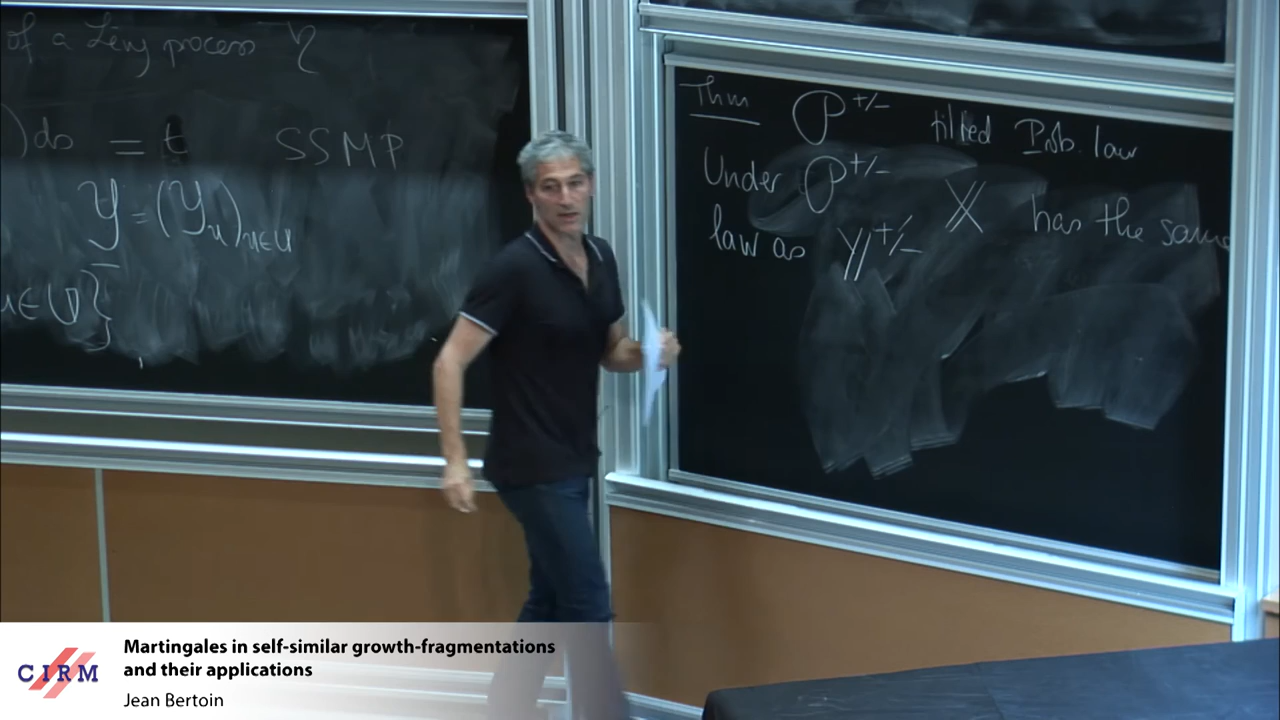 of a Lévy process η
)ds = t SSMP
Y = (Y_u)_{u∈U}
u∈U}
Thm P^{+/-} tilted Prob. law
Under P^{+/-} X has the same
law as Y^{+/-}
CIRM
Martingales in self-similar growth-fragmentations
and their applications
Jean Bertoin